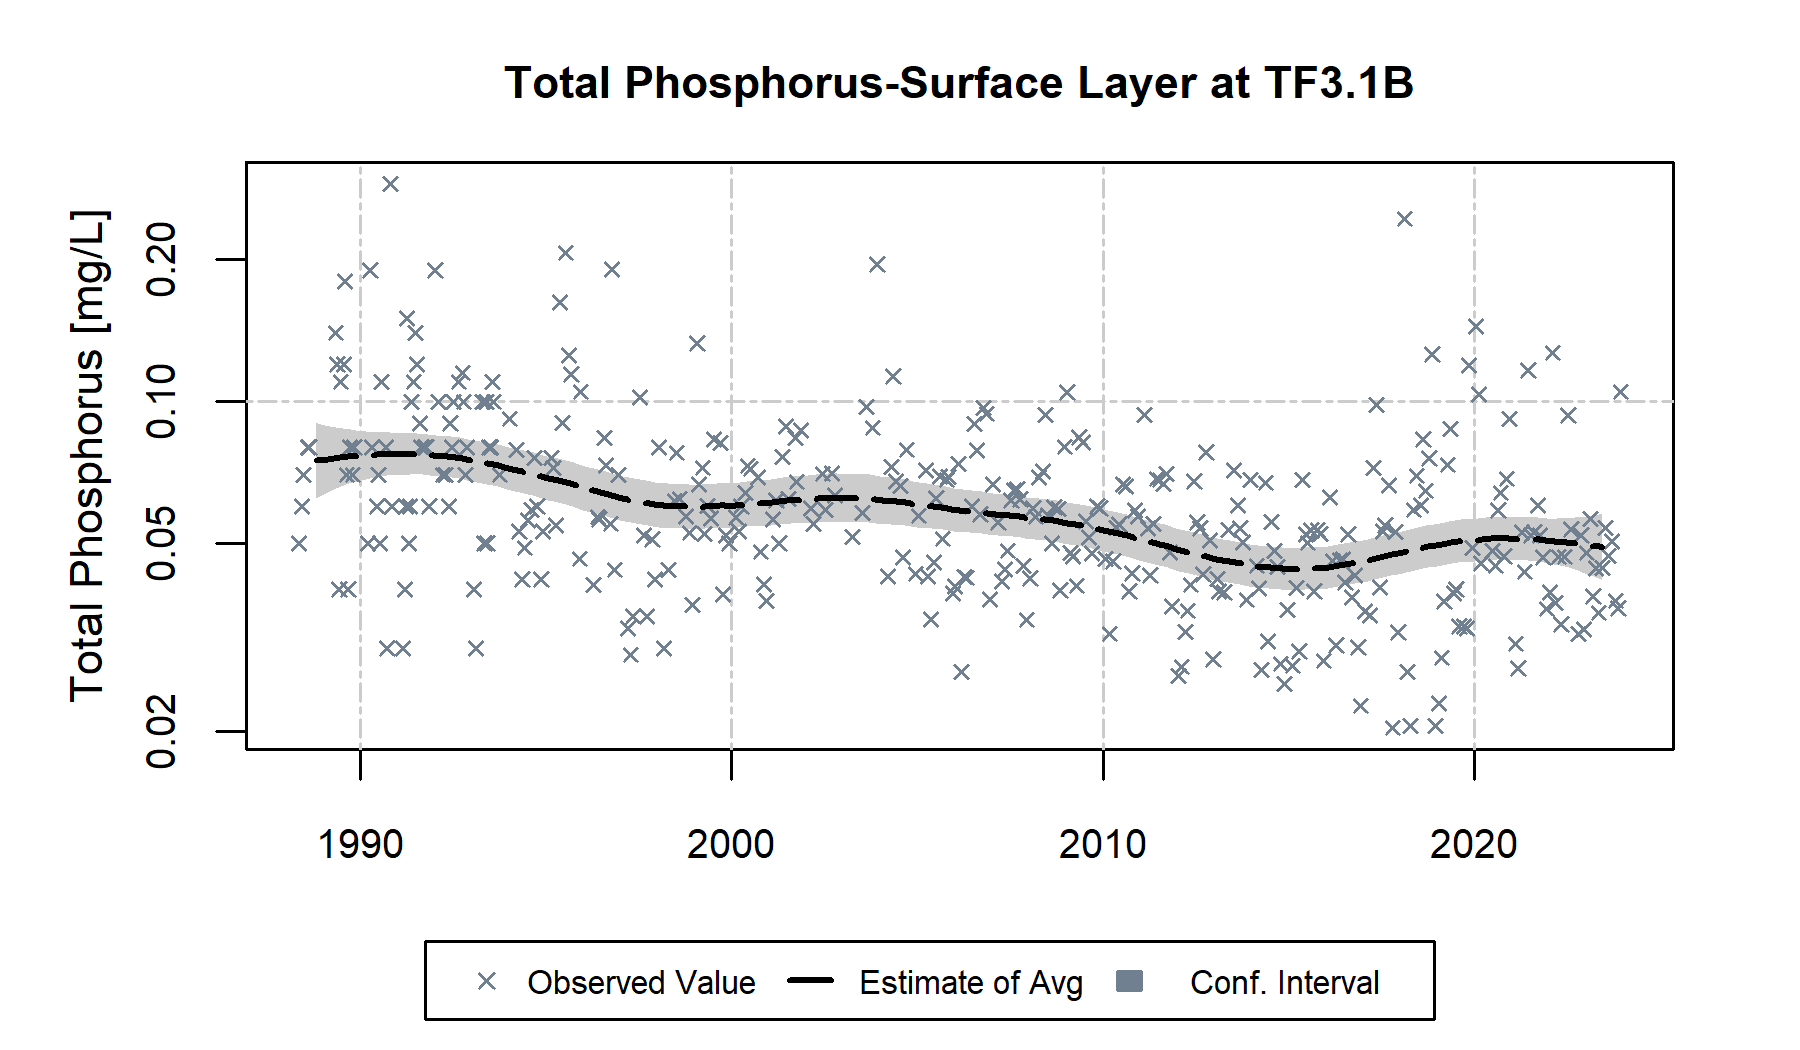 Total Phosphorus-Surface Layer at TF3.1B
Total Phosphorus [mg/L]
0.20
0.10
0.05
0.02
1990 2000 2010 2020
Observed Value Estimate of Avg Conf. Interval